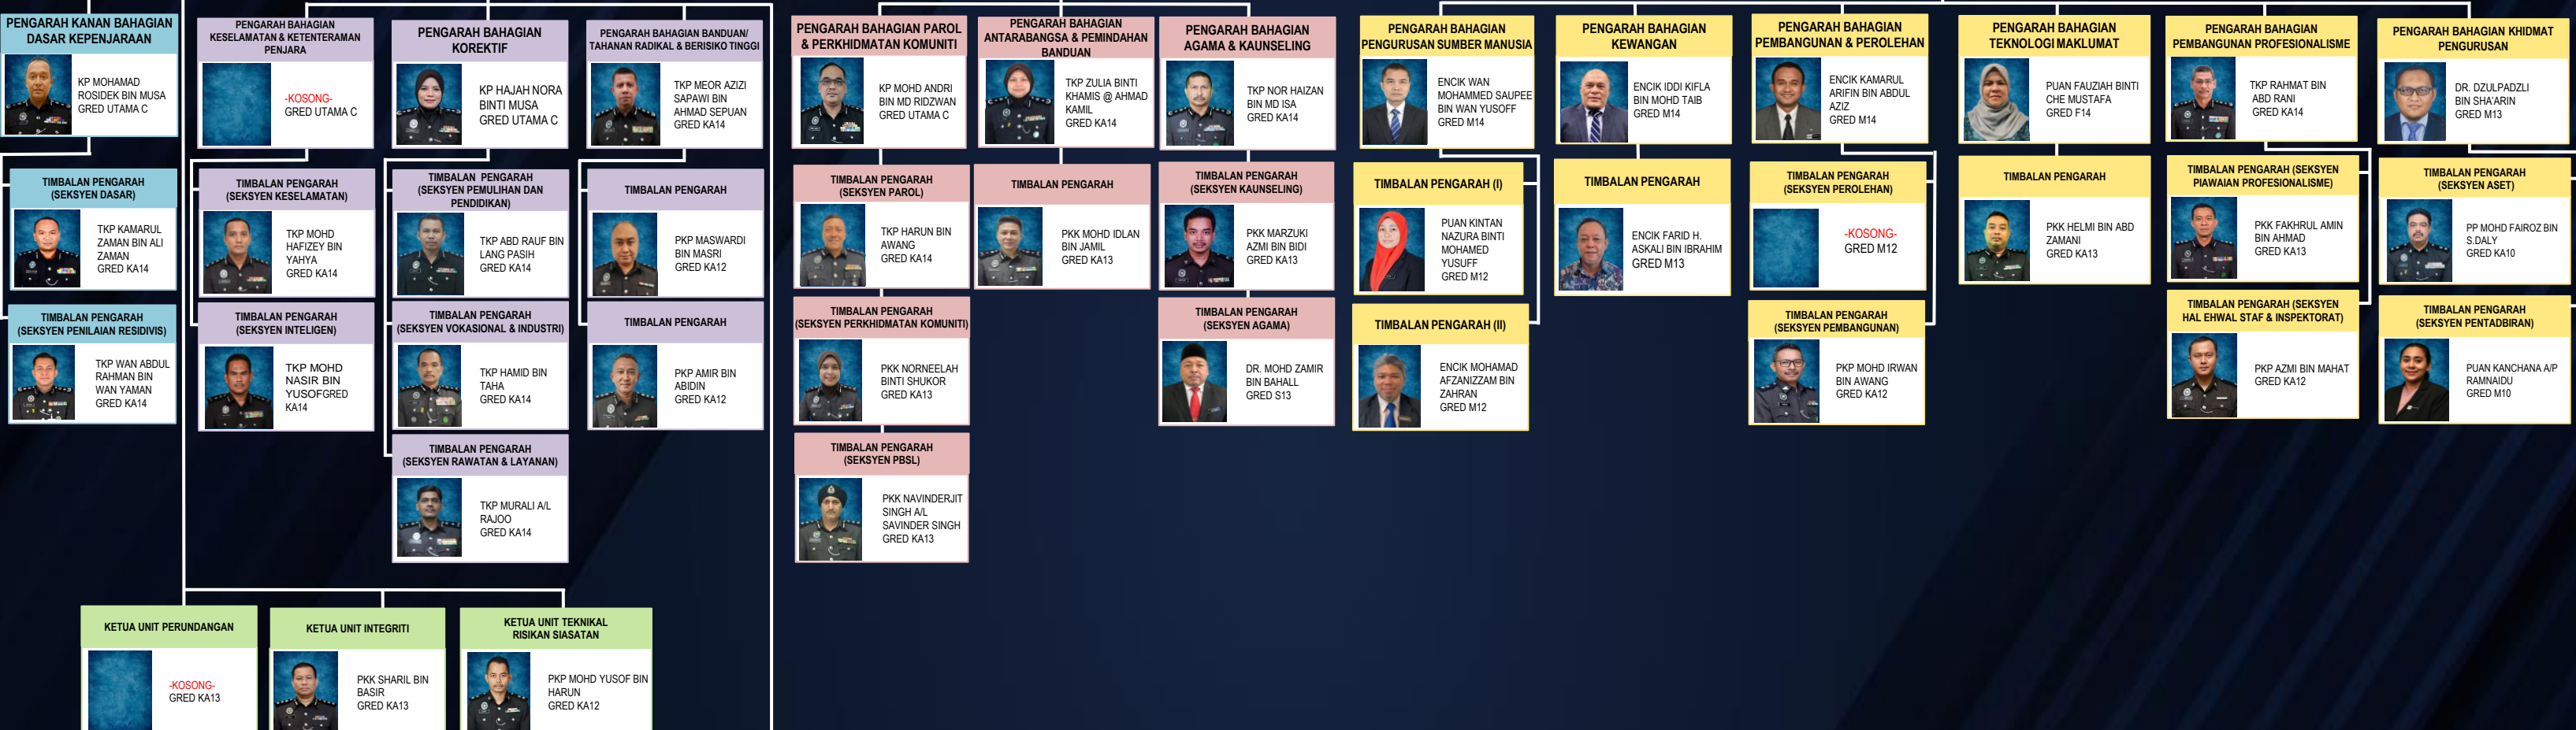 PENGARAH KANAN BAHAGIAN
DASAR KEPENJARAAN
KP MOHAMAD
ROSIDEK BIN MUSA
GRED UTAMA C
TIMBALAN PENGARAH
(SEKSYEN DASAR)
TKP KAMARUL
ZAMAN BIN ALI
ZAMAN
GRED KA14
TIMBALAN PENGARAH
(SEKSYEN PENILAIAN RESIDIVIS)
TKP WAN ABDUL
RAHMAN BIN
WAN YAMAN
GRED KA14
PENGARAH BAHAGIAN
KESELAMATAN & KETENTERAMAN
PENJARA
-KOSONG-
GRED UTAMA C
TIMBALAN PENGARAH
(SEKSYEN KESELAMATAN)
TKP MOHD
HAFIZEY BIN
YAHYA
GRED KA14
TIMBALAN PENGARAH
(SEKSYEN INTELIGEN)
TKP MOHD
NASIR BIN
YUSOFGRED
KA14
PENGARAH BAHAGIAN
KOREKTIF
KP HAJAH NORA
BINTI MUSA
GRED UTAMA C
TIMBALAN PENGARAH
(SEKSYEN PEMULIHAN DAN
PENDIDIKAN)
TKP ABD RAUF BIN
LANG PASIH
GRED KA14
TIMBALAN PENGARAH
(SEKSYEN VOKASIONAL & INDUSTRI)
TKP HAMID BIN
TAHA
GRED KA14
TIMBALAN PENGARAH
(SEKSYEN RAWATAN & LAYANAN)
TKP MURALI A/L
RAJOO
GRED KA14
PENGARAH BAHAGIAN BANDUAN/
TAHANAN RADIKAL & BERISIKO TINGGI
TKP MEOR AZIZI
SAPAWI BIN
AHMAD SEPUAN
GRED KA14
TIMBALAN PENGARAH
PKP MASWARDI
BIN MASRI
GRED KA12
TIMBALAN PENGARAH
PKP AMIR BIN
ABIDIN
GRED KA12
PENGARAH BAHAGIAN PAROL
& PERKHIDMATAN KOMUNITI
KP MOHD ANDRI
BIN MD RIDZWAN
GRED UTAMA C
TIMBALAN PENGARAH
(SEKSYEN PAROL)
TKP HARUN BIN
AWANG
GRED KA14
TIMBALAN PENGARAH
(SEKSYEN PERKHIDMATAN KOMUNITI)
PKK NORNEELAH
BINTI SHUKOR
GRED KA13
TIMBALAN PENGARAH
(SEKSYEN PBSL)
PKK NAVINDERJIT
SINGH A/L
SAVINDER SINGH
GRED KA13
PENGARAH BAHAGIAN
ANTARABANGSA & PEMINDAHAN
BANDUAN
TKP ZULIA BINTI
KHAMIS @ AHMAD
KAMIL
GRED KA14
TIMBALAN PENGARAH
PKK MOHD IDLAN
BIN JAMIL
GRED KA13
PENGARAH BAHAGIAN
AGAMA & KAUNSELING
TKP NOR HAIZAN
BIN MD ISA
GRED KA14
TIMBALAN PENGARAH
(SEKSYEN KAUNSELING)
PKK MARZUKI
AZMI BIN BIDI
GRED KA13
TIMBALAN PENGARAH
(SEKSYEN AGAMA)
DR. MOHD ZAMIR
BIN BAHALL
GRED S13
PENGARAH BAHAGIAN
PENGURUSAN SUMBER MANUSIA
ENCIK WAN
MOHAMMED SAUPEE
BIN WAN YUSOFF
GRED M14
TIMBALAN PENGARAH (I)
PUAN KINTAN
NAZURA BINTI
MOHAMED
YUSUFF
GRED M12
TIMBALAN PENGARAH (II)
ENCIK MOHAMAD
AFZANIZZAM BIN
ZAHRAN
GRED M12
PENGARAH BAHAGIAN
KEWANGAN
ENCIK IDDI KIFLA
BIN MOHD TAIB
GRED M14
TIMBALAN PENGARAH
ENCIK FARID H.
ASKALI BIN IBRAHIM
GRED M13
PENGARAH BAHAGIAN
PEMBANGUNAN & PEROLEHAN
ENCIK KAMARUL
ARIFIN BIN ABDUL
AZIZ
GRED M14
TIMBALAN PENGARAH
(SEKSYEN PEROLEHAN)
-KOSONG-
GRED M12
TIMBALAN PENGARAH
(SEKSYEN PEMBANGUNAN)
PKP MOHD IRWAN
BIN AWANG
GRED KA12
PENGARAH BAHAGIAN
TEKNOLOGI MAKLUMAT
PUAN FAUZIAH BINTI
CHE MUSTAFA
GRED F14
TIMBALAN PENGARAH
PKK HELMI BIN ABD
ZAMANI
GRED KA13
PENGARAH BAHAGIAN
PEMBANGUNAN PROFESIONALISME
TKP RAHMAT BIN
ABD RANI
GRED KA14
TIMBALAN PENGARAH (SEKSYEN
PIAWAIAN PROFESIONALISME)
PKK FAKHRUL AMIN
BIN AHMAD
GRED KA13
TIMBALAN PENGARAH (SEKSYEN
HAL EHWAL STAF & INSPEKTORAT)
PKP AZMI BIN MAHAT
GRED KA12
PENGARAH BAHAGIAN KHIDMAT
PENGURUSAN
DR. DZULPADZLI
BIN SHA'ARIN
GRED M13
TIMBALAN PENGARAH
(SEKSYEN ASET)
PP MOHD FAIROZ BIN
S.DALY
GRED KA10
TIMBALAN PENGARAH
(SEKSYEN PENTADBIRAN)
PUAN KANCHANA A/P
RAMNAIDU
GRED M10
KETUA UNIT PERUNDANGAN
-KOSONG-
GRED KA13
KETUA UNIT INTEGRITI
PKK SHARIL BIN
BASIR
GRED KA13
KETUA UNIT TEKNIKAL
RISIKAN SIASATAN
PKP MOHD YUSOF BIN
HARUN
GRED KA12